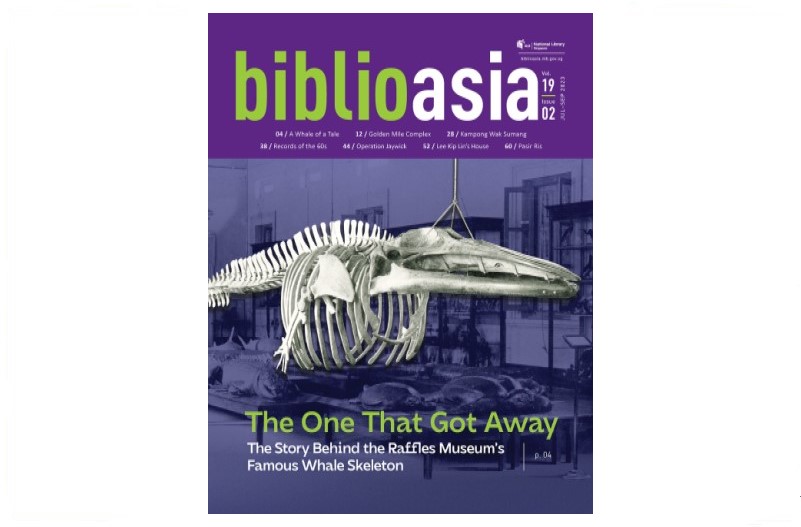 National Library
Singapore
biblioasia.nlb.gov.sg
biblioasia
Vol.
19
Issue
02
JUL–SEP 2023
04 / A Whale of a Tale 12 / Golden Mile Complex 28 / Kampong Wak Sumang
38 / Records of the 60s 44 / Operation Jaywick 52 / Lee Kip Lin's House 60 / Pasir Ris
The One That Got Away
The Story Behind the Raffles Museum's
Famous Whale Skeleton
p. 04